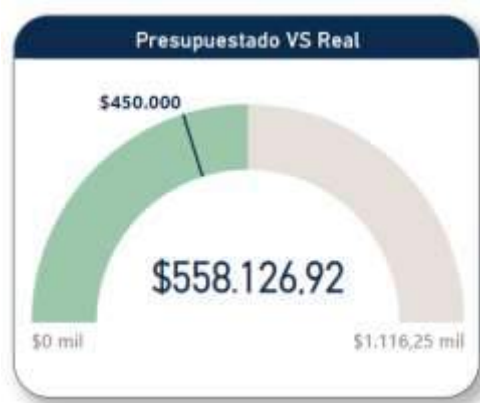 Presupuestado VS Real
$450.000
$558.126,92
$0 mil
$1.116,25 mil